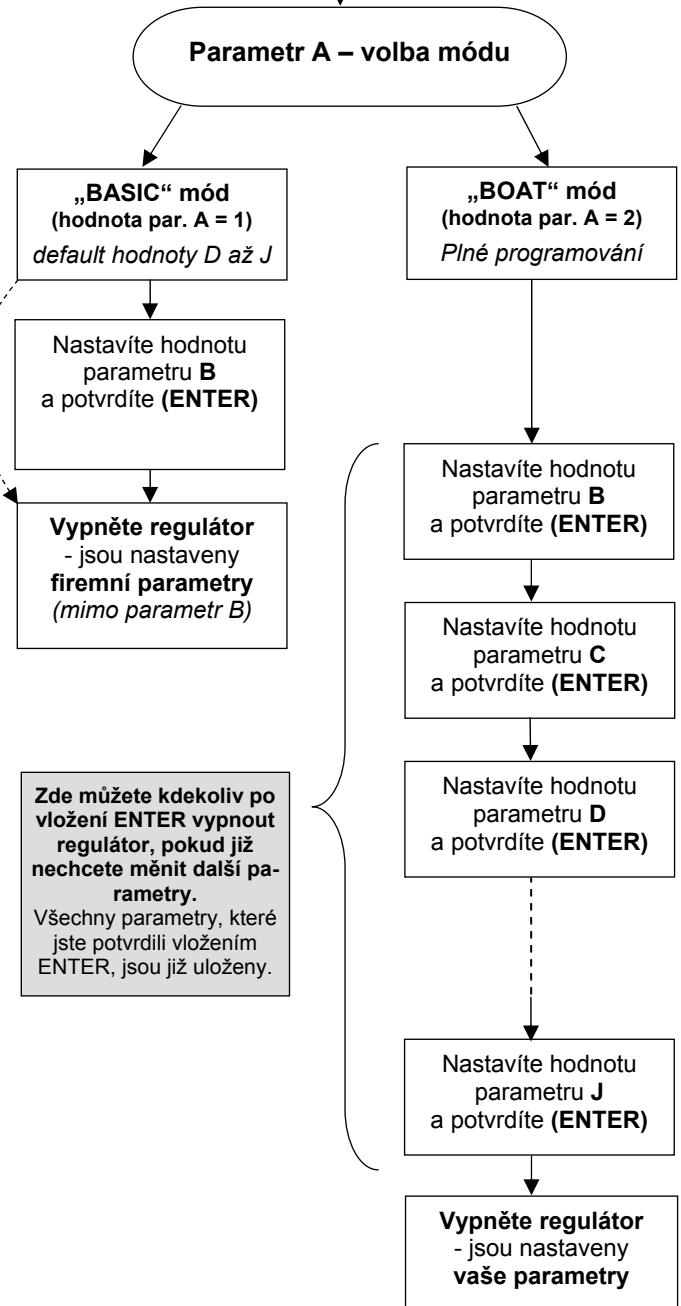 Parametr A – volba módu
„BASIC“ mód
(hodnota par. A = 1)
default hodnoty D až J
Nastavíte hodnotu
parametru B
a potvrdíte (ENTER)
Vypněte regulátor
- jsou nastaveny
firemní parametry
(mimo parametr B)
„BOAT“ mód
(hodnota par. A = 2)
Plné programování
Nastavíte hodnotu
parametru B
a potvrdíte (ENTER)
Nastavíte hodnotu
parametru C
a potvrdíte (ENTER)
Nastavíte hodnotu
parametru D
a potvrdíte (ENTER)
Zde můžete kdekoliv po
vložení ENTER vypnout
regulátor, pokud již
nechcete měnit další pa-
rametry.
Všechny parametry, které
jste potvrdili vložením
ENTER, jsou již uloženy.
Nastavíte hodnotu
parametru J
a potvrdíte (ENTER)
Vypněte regulátor
- jsou nastaveny
vaše parametry